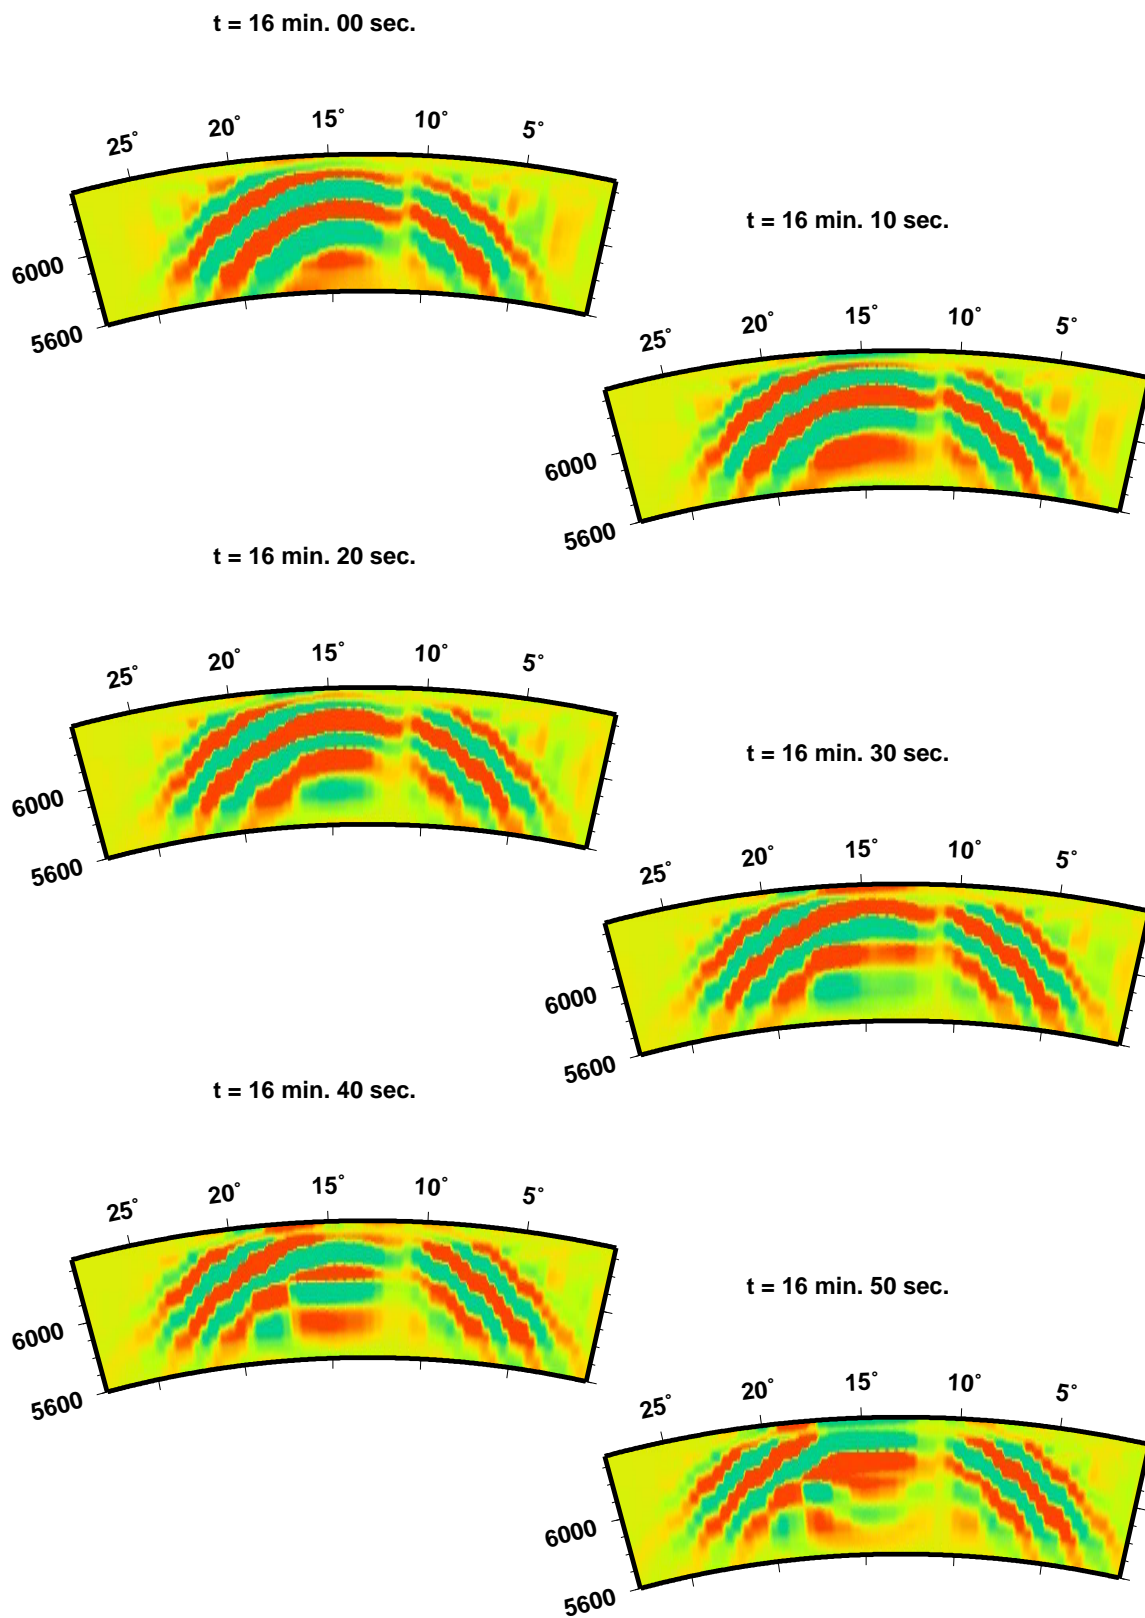 t = 16 min. 00 sec.
25° 20° 15° 10° 5°
6000
5600
t = 16 min. 10 sec.
25° 20° 15° 10° 5°
6000
5600
t = 16 min. 20 sec.
25° 20° 15° 10° 5°
6000
5600
t = 16 min. 30 sec.
25° 20° 15° 10° 5°
6000
5600
t = 16 min. 40 sec.
25° 20° 15° 10° 5°
6000
5600
t = 16 min. 50 sec.
25° 20° 15° 10° 5°
6000
5600